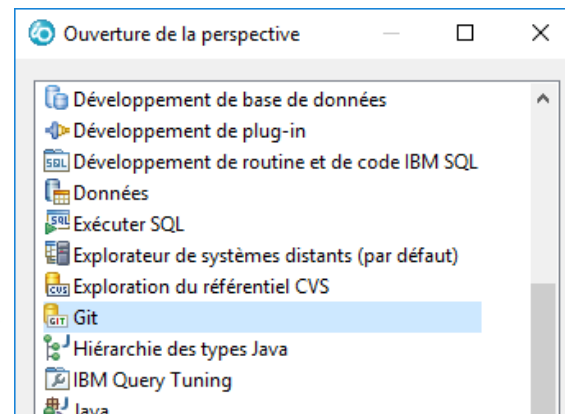 Ouverture de la perspective
Développement de base de données
Développement de plug-in
Développement de routine et de code IBM SQL
Données
Exécuter SQL
Explorateur de systèmes distants (par défaut)
Exploration du référentiel CVS
Git
Hiérarchie des types Java
IBM Query Tuning
Java